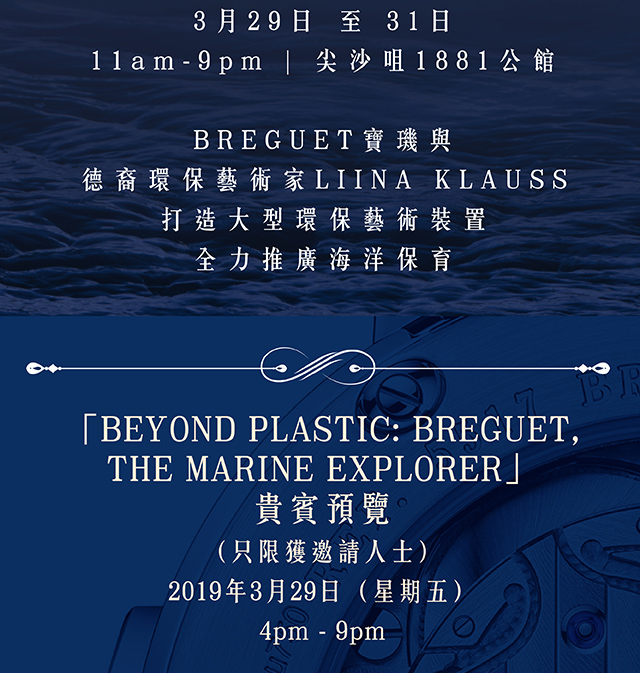 3月29日 至 31日
11am-9pm | 尖沙咀1881公館
BREGUET寶璣與
德裔環保藝術家LIINA KLAUSS
打造大型環保藝術裝置
全力推廣海洋保育
「BEYOND PLASTIC: BREGUET,
THE MARINE EXPLORER」
貴賓預覽
(只限獲邀請人士)
2019年3月29日 (星期五)
4pm - 9pm